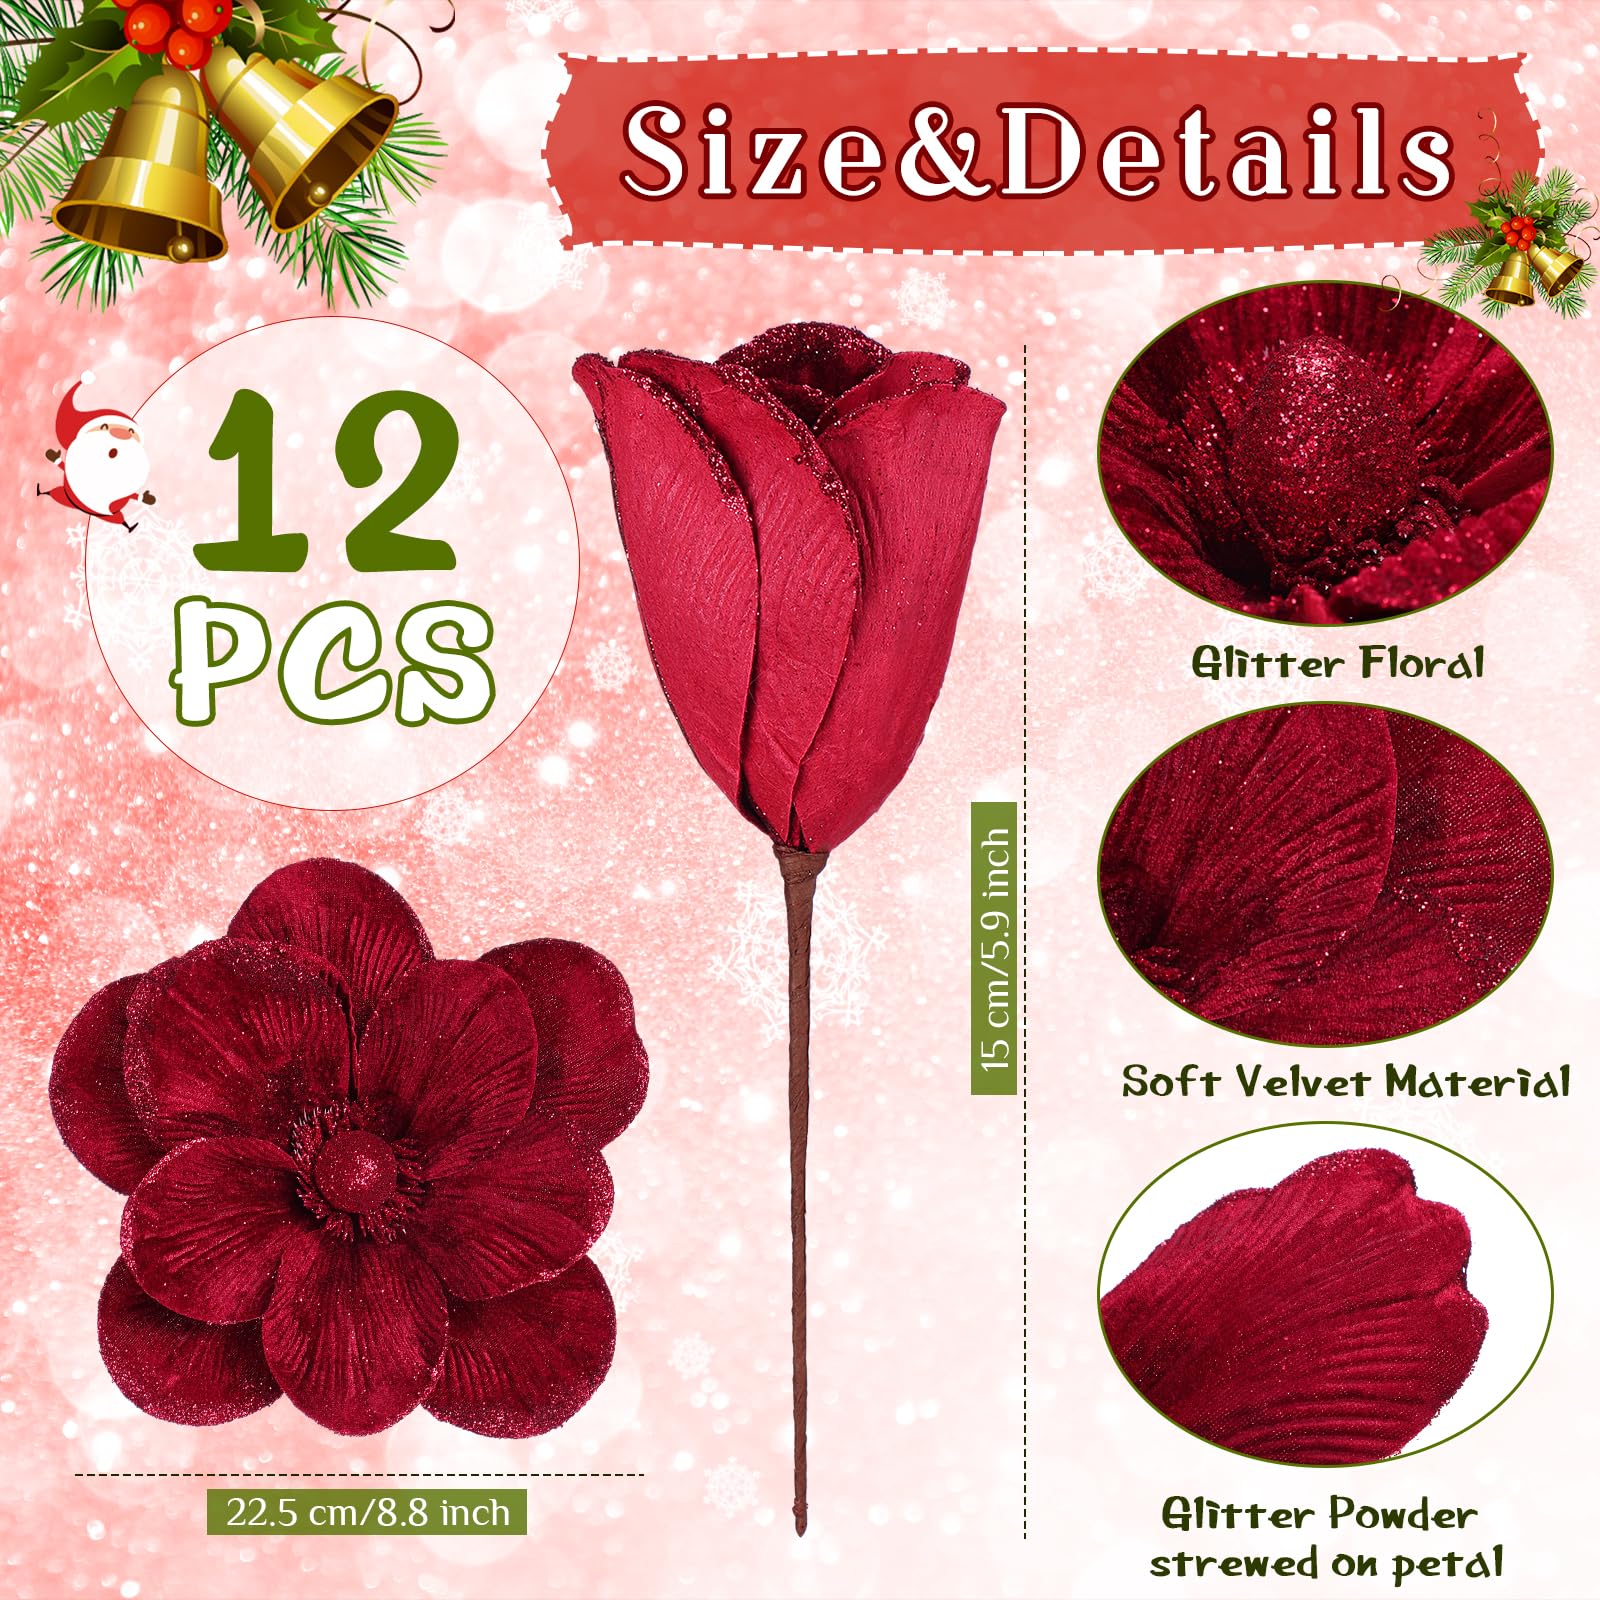 Size&Details
12
PCS
Glitter Floral
15 cm/5.9 inch
Soft Velvet Material
22.5 cm/8.8 inch
Glitter Powder
strewed on petal